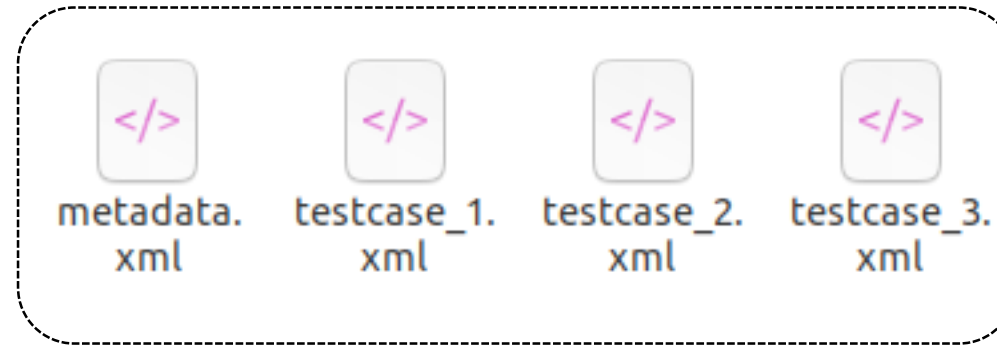 </> </> </> </>
metadata. testcase_1. testcase_2. testcase_3.
xml xml xml xml